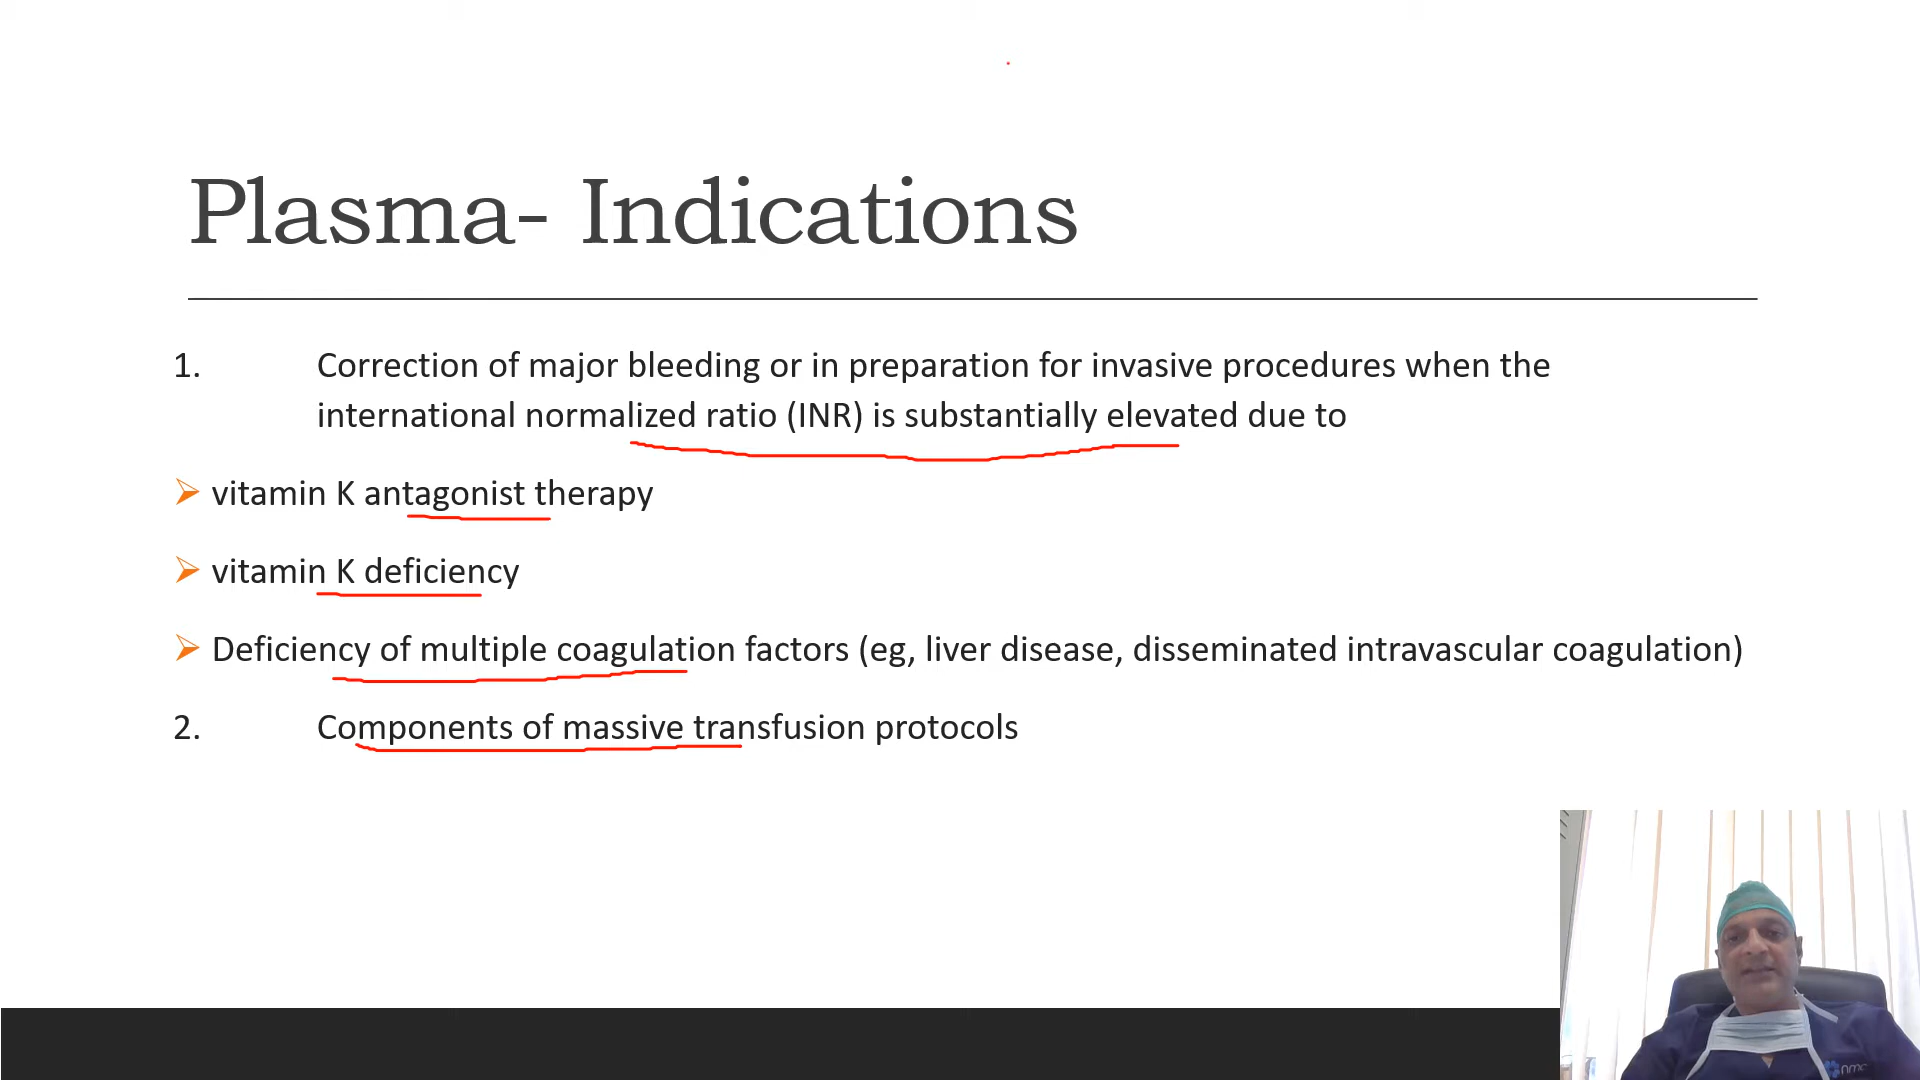 Plasma- Indications
1. Correction of major bleeding or in preparation for invasive procedures when the
international normalized ratio (INR) is substantially elevated due to
vitamin K antagonist therapy
vitamin K deficiency
Deficiency of multiple coagulation factors (eg, liver disease, disseminated intravascular coagulation)
2. Components of massive transfusion protocols
nmc